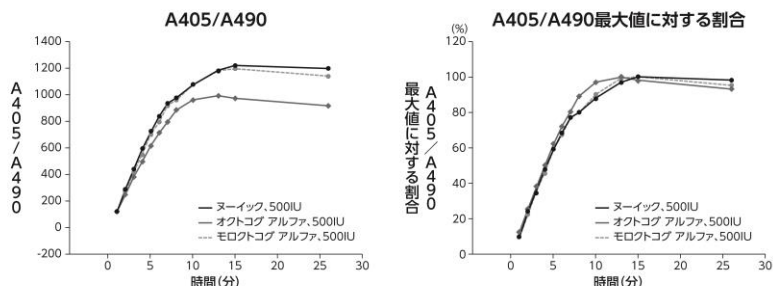 A405/A490
A405/A490
1400
1200
1000
800
600
400
200
0
-200
0
5
10
15
20
25
30
時間(分)
ヌーイック、500IU
オクトコグ アルファ、500IU
モロクトコグ アルファ、500IU
A405/A490最大値に対する割合
(%)
A405/A490
最大値に対する割合
120
100
80
60
40
20
0
0
5
10
15
20
25
30
時間(分)
ヌーイック、500IU
オクトコグ アルファ、500IU
モロクトコグ アルファ、500IU